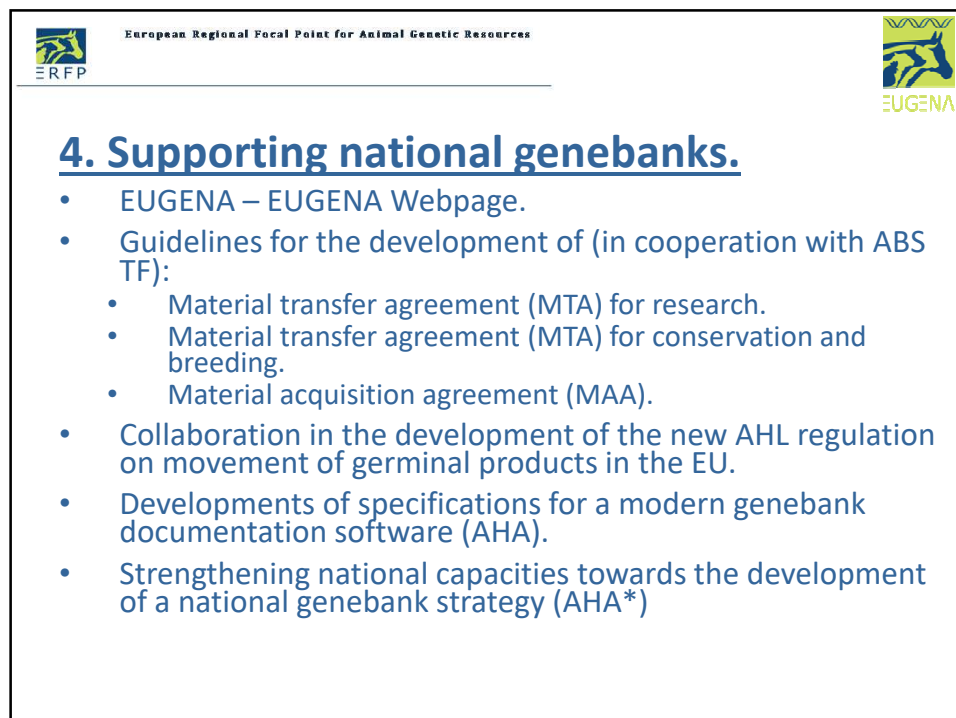 European Regional Focal Point for Animal Genetic Resources
ERFP
EUGENA
4. Supporting national genebanks.
• EUGENA – EUGENA Webpage.
• Guidelines for the development of (in cooperation with ABS
TF):
• Material transfer agreement (MTA) for research.
• Material transfer agreement (MTA) for conservation and
breeding.
• Material acquisition agreement (MAA).
• Collaboration in the development of the new AHL regulation
on movement of germinal products in the EU.
• Developments of specifications for a modern genebank
documentation software (AHA).
• Strengthening national capacities towards the development
of a national genebank strategy (AHA*)